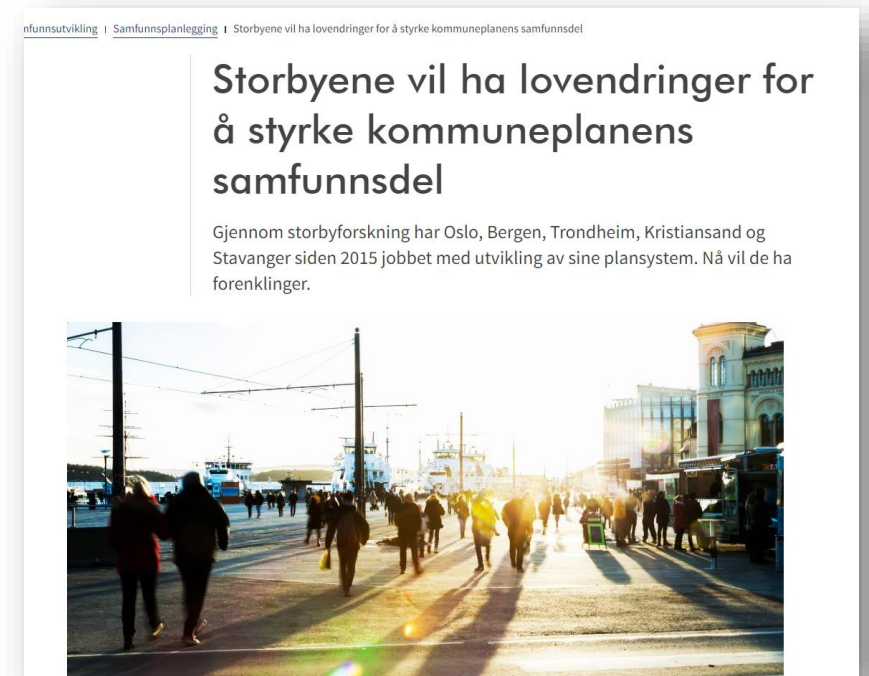 Samfunnsplanlegging | Storbyene vil ha lovendringer for å styrke kommuneplanens samfunnsdel
Storbyene vil ha lovendringer for
å styrke kommuneplanens
samfunnsdel
Gjennom storbyforskning har Oslo, Bergen, Trondheim, Kristiansand og
Stavanger siden 2015 jobbet med utvikling av sine plansystem. Nå vil de ha
forenklinger.